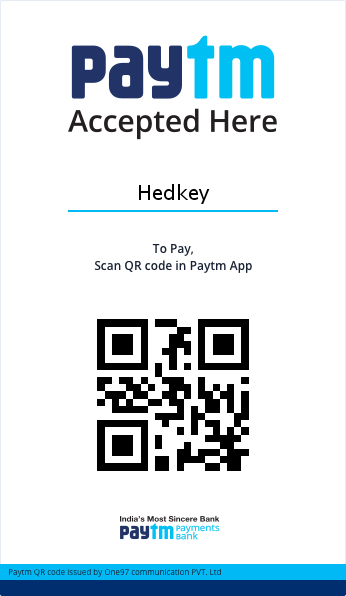 paytm
Accepted Here
Hedkey
To Pay,
Scan QR code in Paytm App
India's Most Sincere Bank
paytm payments
bank
Paytm QR code issued by One97 communication PVT. Ltd